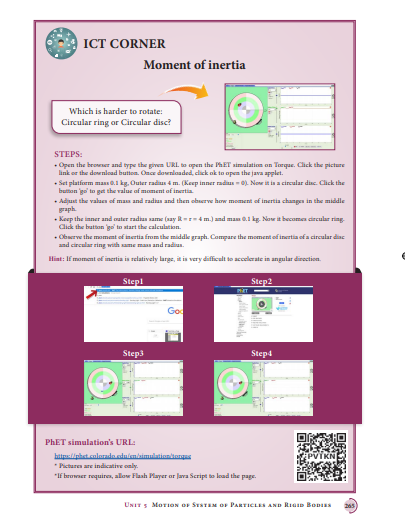 ICT CORNER
Moment of inertia
Which is harder to rotate:
Circular ring or Circular disc?
STEPS:
• Open the browser and type the given URL to open the PhET simulation on Torque. Click the picture
link or the download button. Once downloaded, click ok to open the java applet.
• Set platform mass 0.1 kg, Outer radius 4 m. (Keep inner radius = 0). Now it is a circular disc. Click the
button 'go' to get the value of moment of inertia.
• Adjust the values of mass and radius and then observe how moment of inertia changes in the middle
graph.
• Keep the inner and outer radius same (say R = r = 4 m.) and mass 0.1 kg. Now it becomes circular ring.
Click the button 'go' to start the calculation.
• Observe the moment of inertia from the middle graph. Compare the moment of inertia of a circular disc
and circular ring with same mass and radius.
Hint: If moment of inertia is relatively large, it is very difficult to accelerate in angular direction.
Step1
Step2
Goo
Step3
Step4
PhET simulation's URL:
https://phet.colorado.edu/en/simulation/torque
* Pictures are indicative only.
*If browser requires, allow Flash Player or Java Script to load the page.
PVTKN
UNIT 5 MOTION OF SYSTEM OF PARTICLES AND RIGID BODIES 265